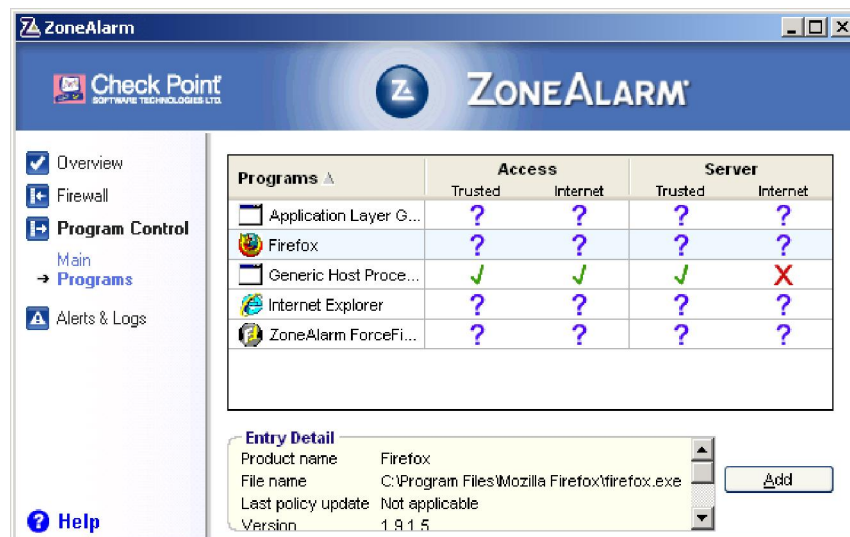 ZoneAlarm
Check Point
SOFTWARE TECHNOLOGIES LTD.
ZONEALARM
Overview
Firewall
Program Control
Main
Programs
Alerts & Logs
Help
Programs Access Server
Trusted Internet Trusted Internet
Application Layer G... ? ? ? ?
Firefox ? ? ? ?
Generic Host Proce... √ √ √ X
Internet Explorer ? ? ? ?
ZoneAlarm ForceFi... ? ? ? ?
Entry Detail
Product name Firefox
File name C:\Program Files\Mozilla Firefox\firefox.exe
Last policy update Not applicable
Version 1.9.1.5
Add